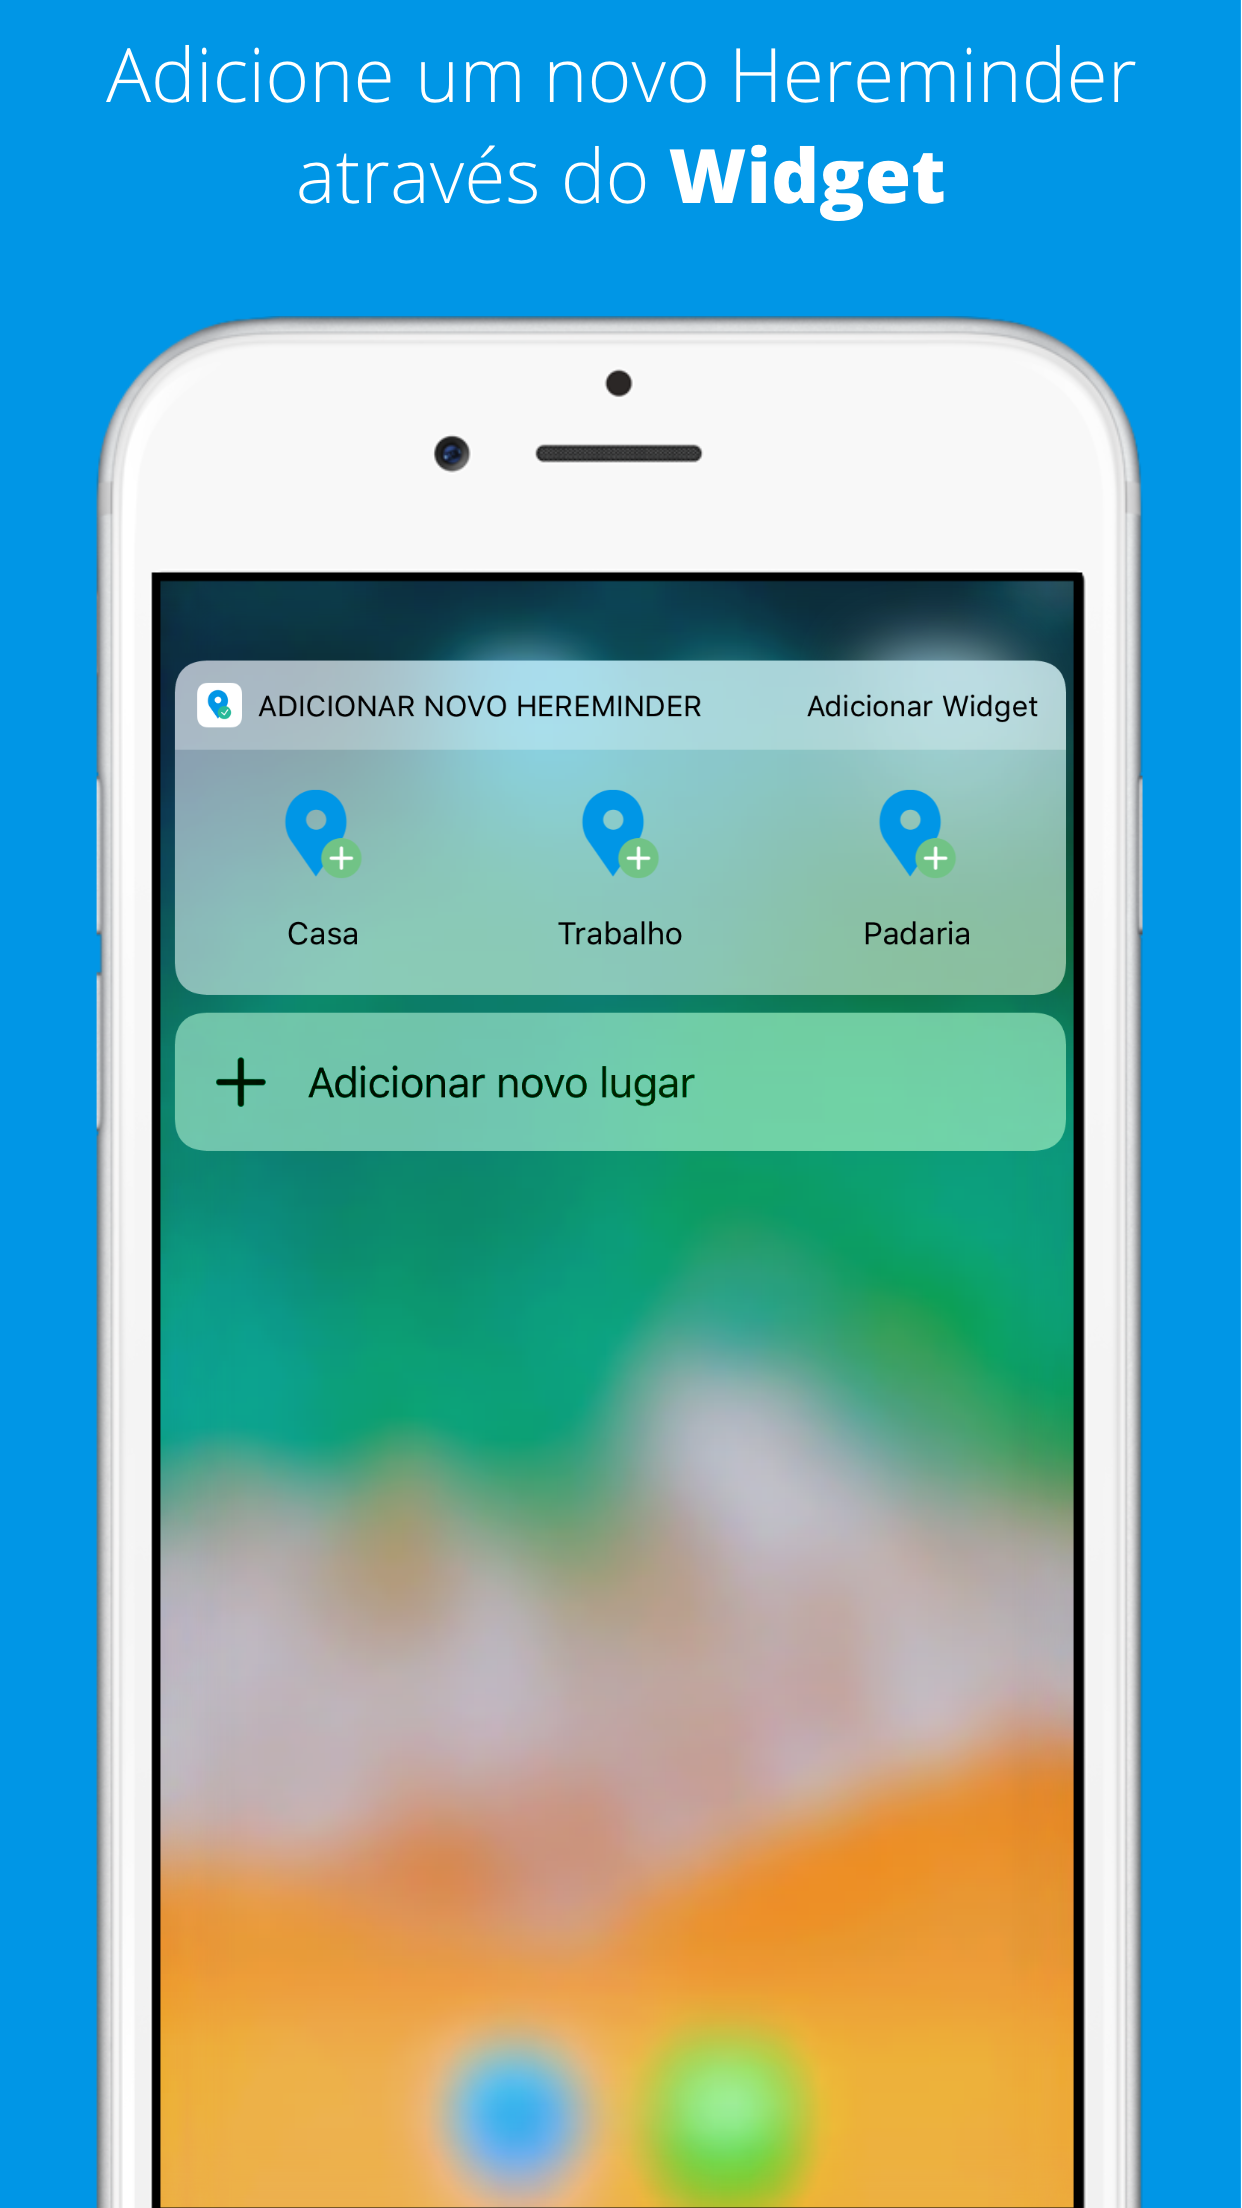 Adicione um novo Hereminder
através do Widget
ADICIONAR NOVO HEREMINDER Adicionar Widget
Casa Trabalho Padaria
Adicionar novo lugar